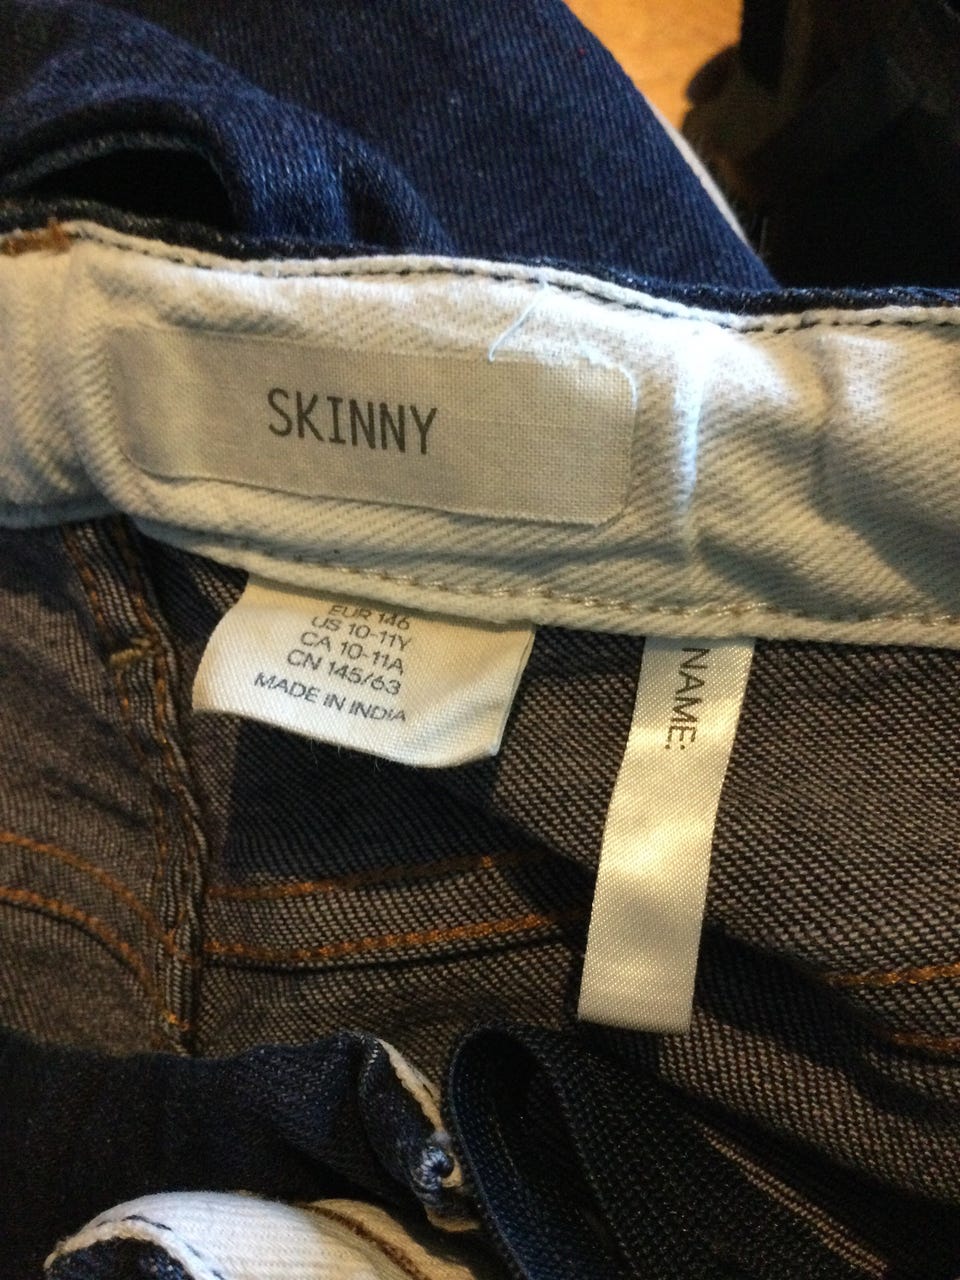 SKINNY
EUR 146
US 10-11Y
CA 10-11A
CN 145/63
MADE IN INDIA
NAME: